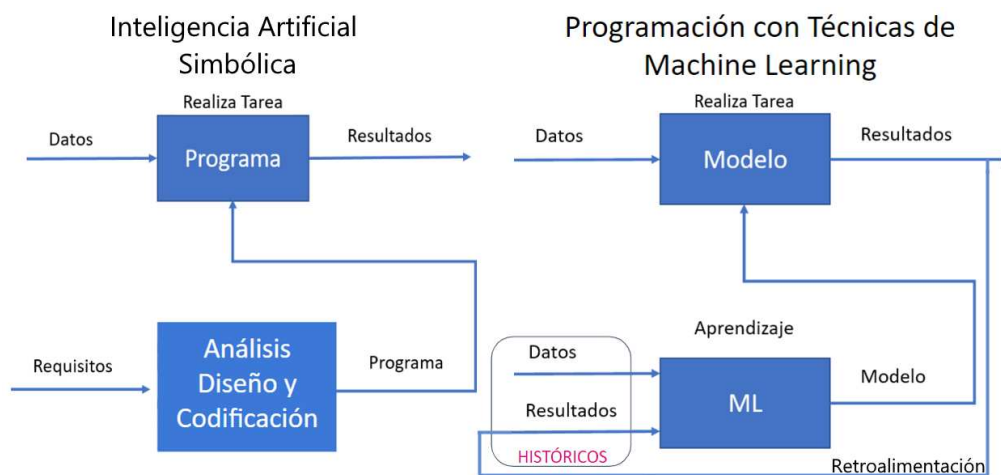 Inteligencia Artificial
Simbólica
Realiza Tarea
Datos
Programa
Resultados
Requisitos
Análisis
Diseño y
Codificación
Programa
Programación con Técnicas de
Machine Learning
Realiza Tarea
Datos
Modelo
Resultados
Aprendizaje
Datos
Resultados
HISTÓRICOS
ML
Modelo
Retroalimentación